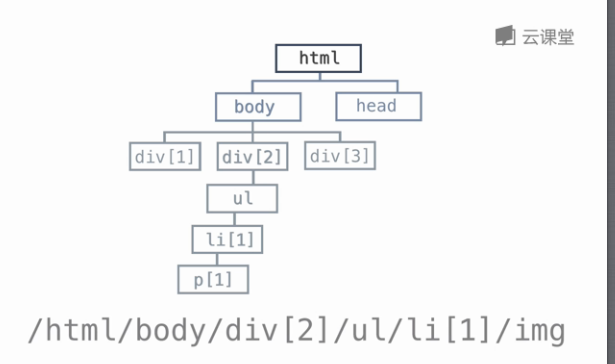 云课堂
html
body head
div[1] div[2] div[3]
ul
li[1]
p[1]
/html/body/div[2]/ul/li[1]/img